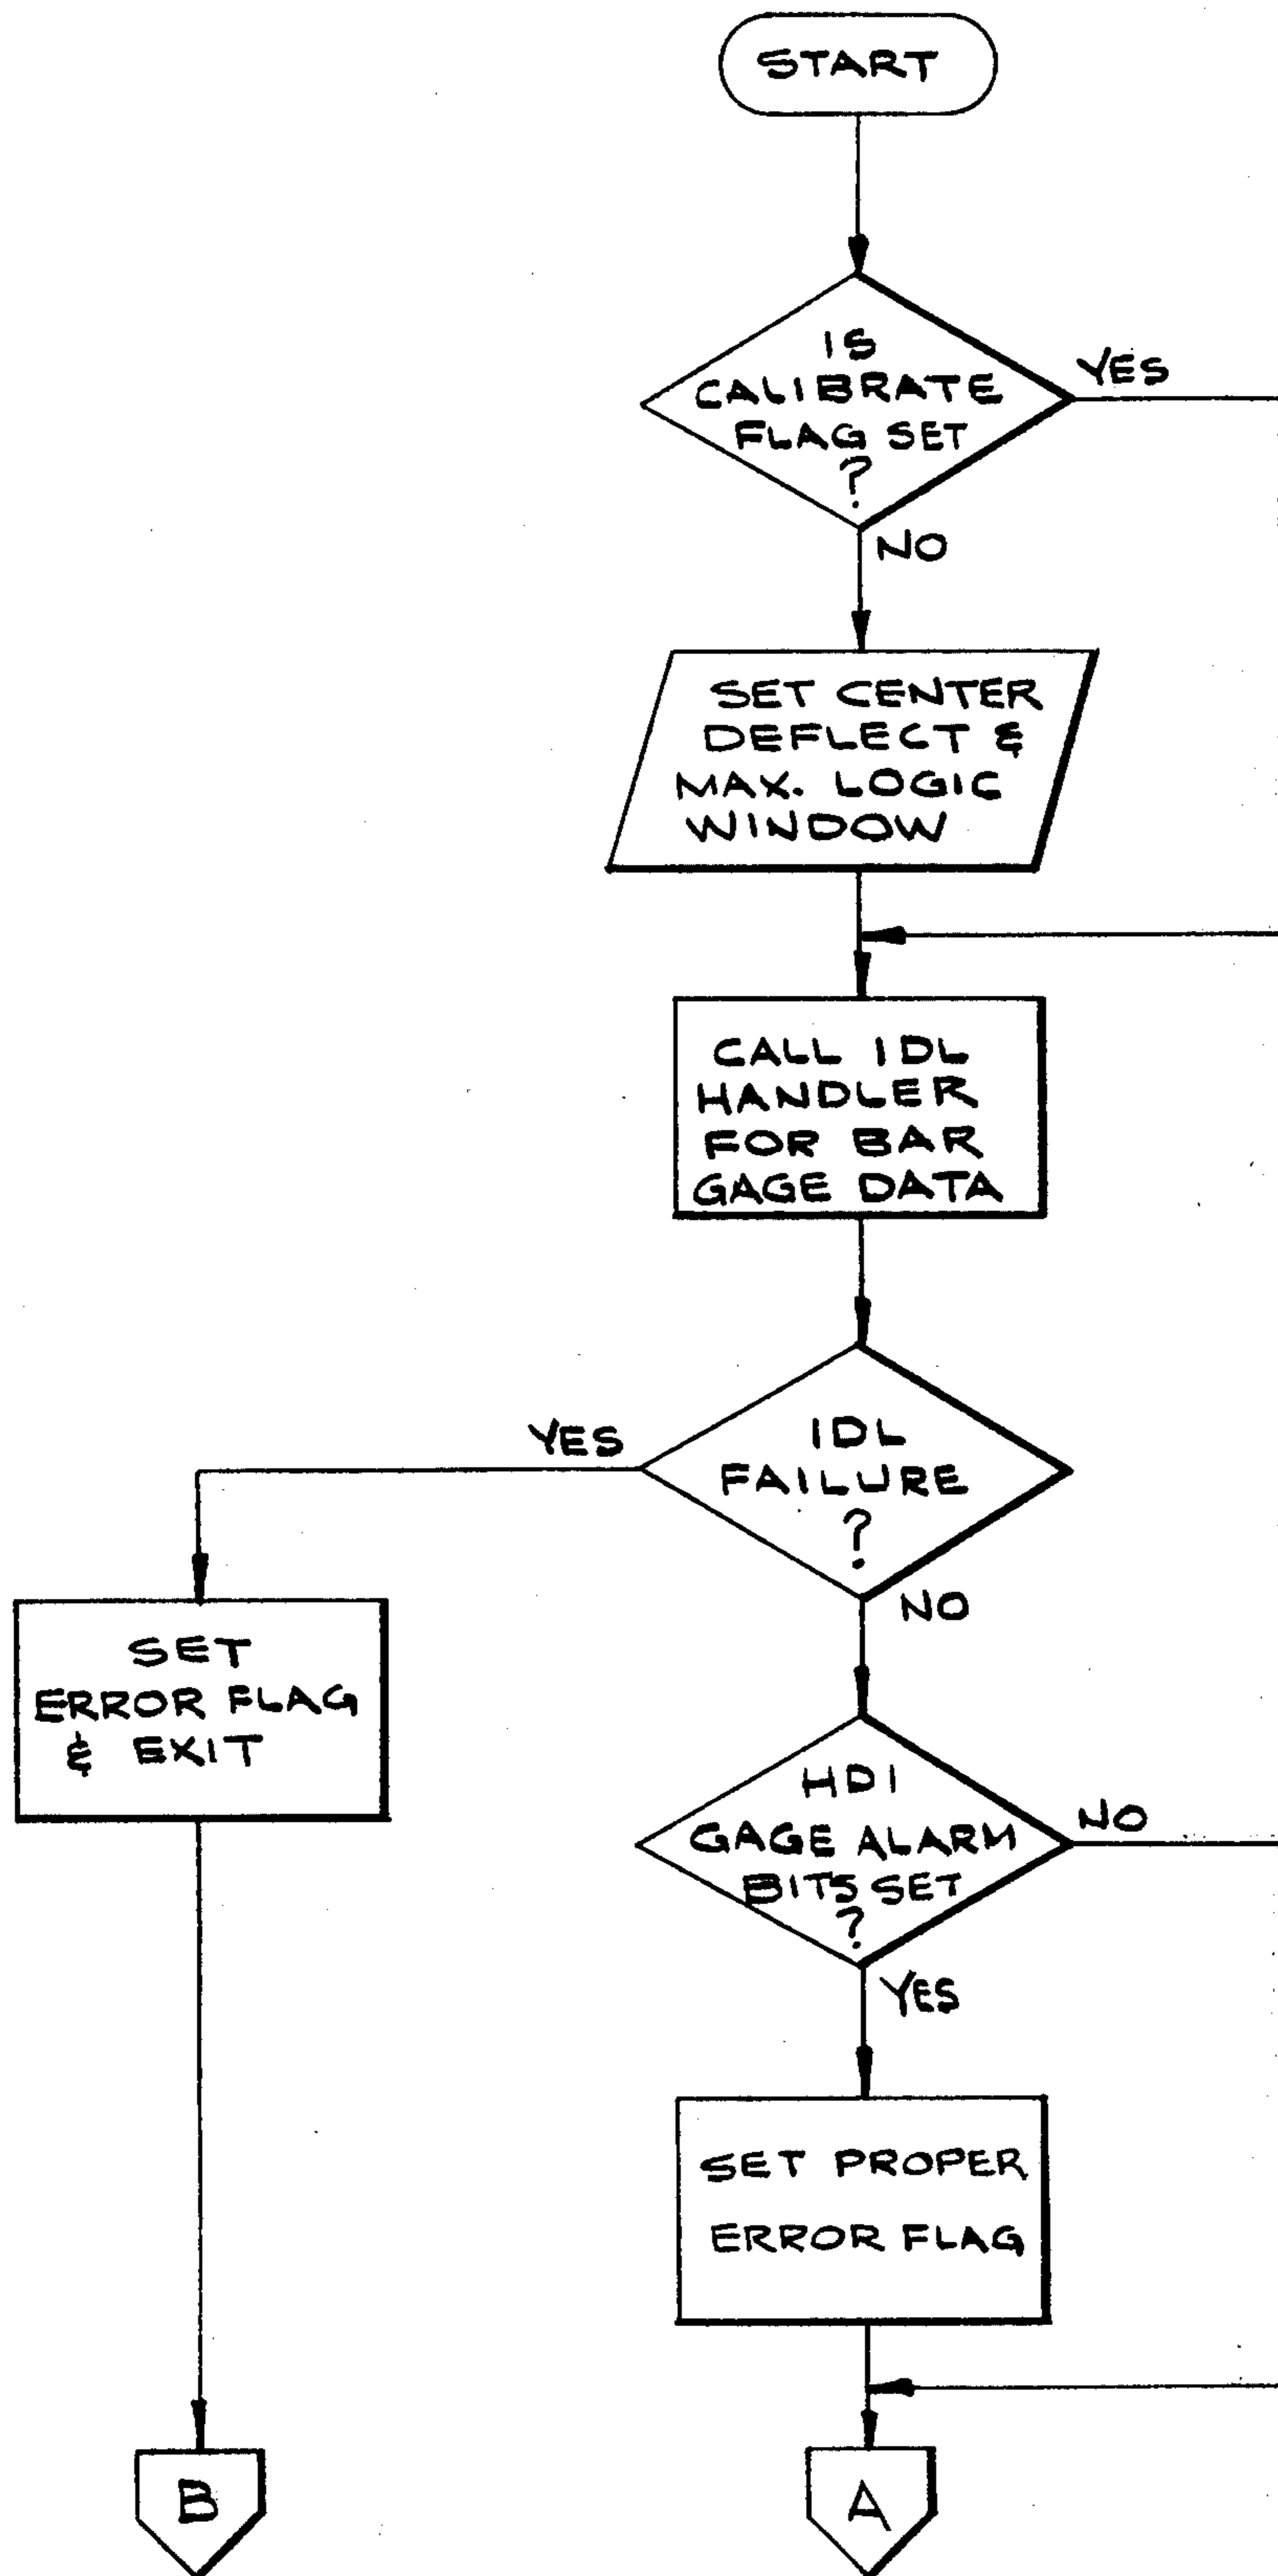 START
IS
CALIBRATE
FLAG SET
?
YES
NO
SET CENTER
DEFLECT &
MAX. LOGIC
WINDOW
CALL IDL
HANDLER
FOR BAR
GAGE DATA
IDL
FAILURE
?
YES
NO
SET
ERROR FLAG
& EXIT
HDI
GAGE ALARM
BITS SET
?
NO
YES
SET PROPER
ERROR FLAG
B
A